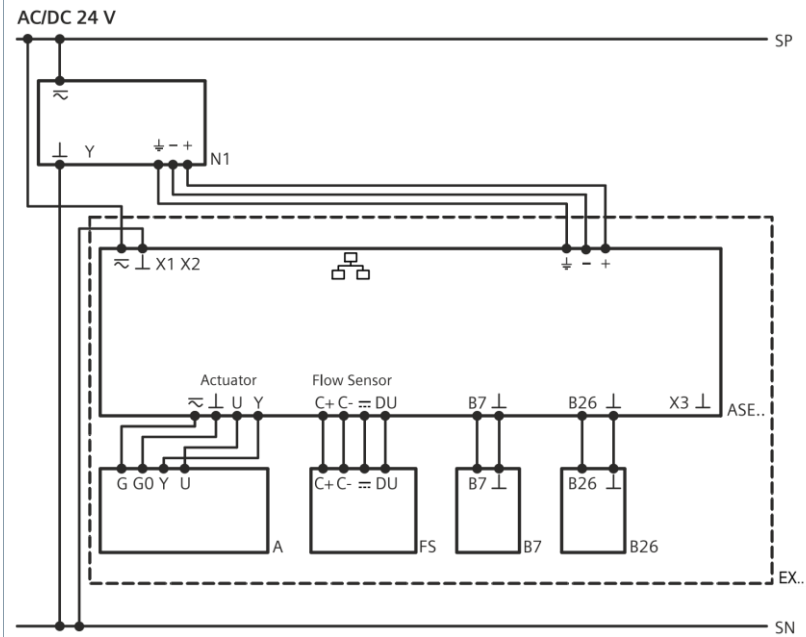 AC/DC 24 V
SP
⏦
⊥ Y ⏚ – + N1
⊥ X1 X2 ⏚ – +
Actuator Flow Sensor
⊥ U Y C+ C- ⎓ DU B7 ⊥ B26 ⊥ X3 ⊥ ASE..
G G0 Y U C+ C- ⎓ DU B7 ⊥ B26 ⊥
A FS B7 B26
EX..
SN